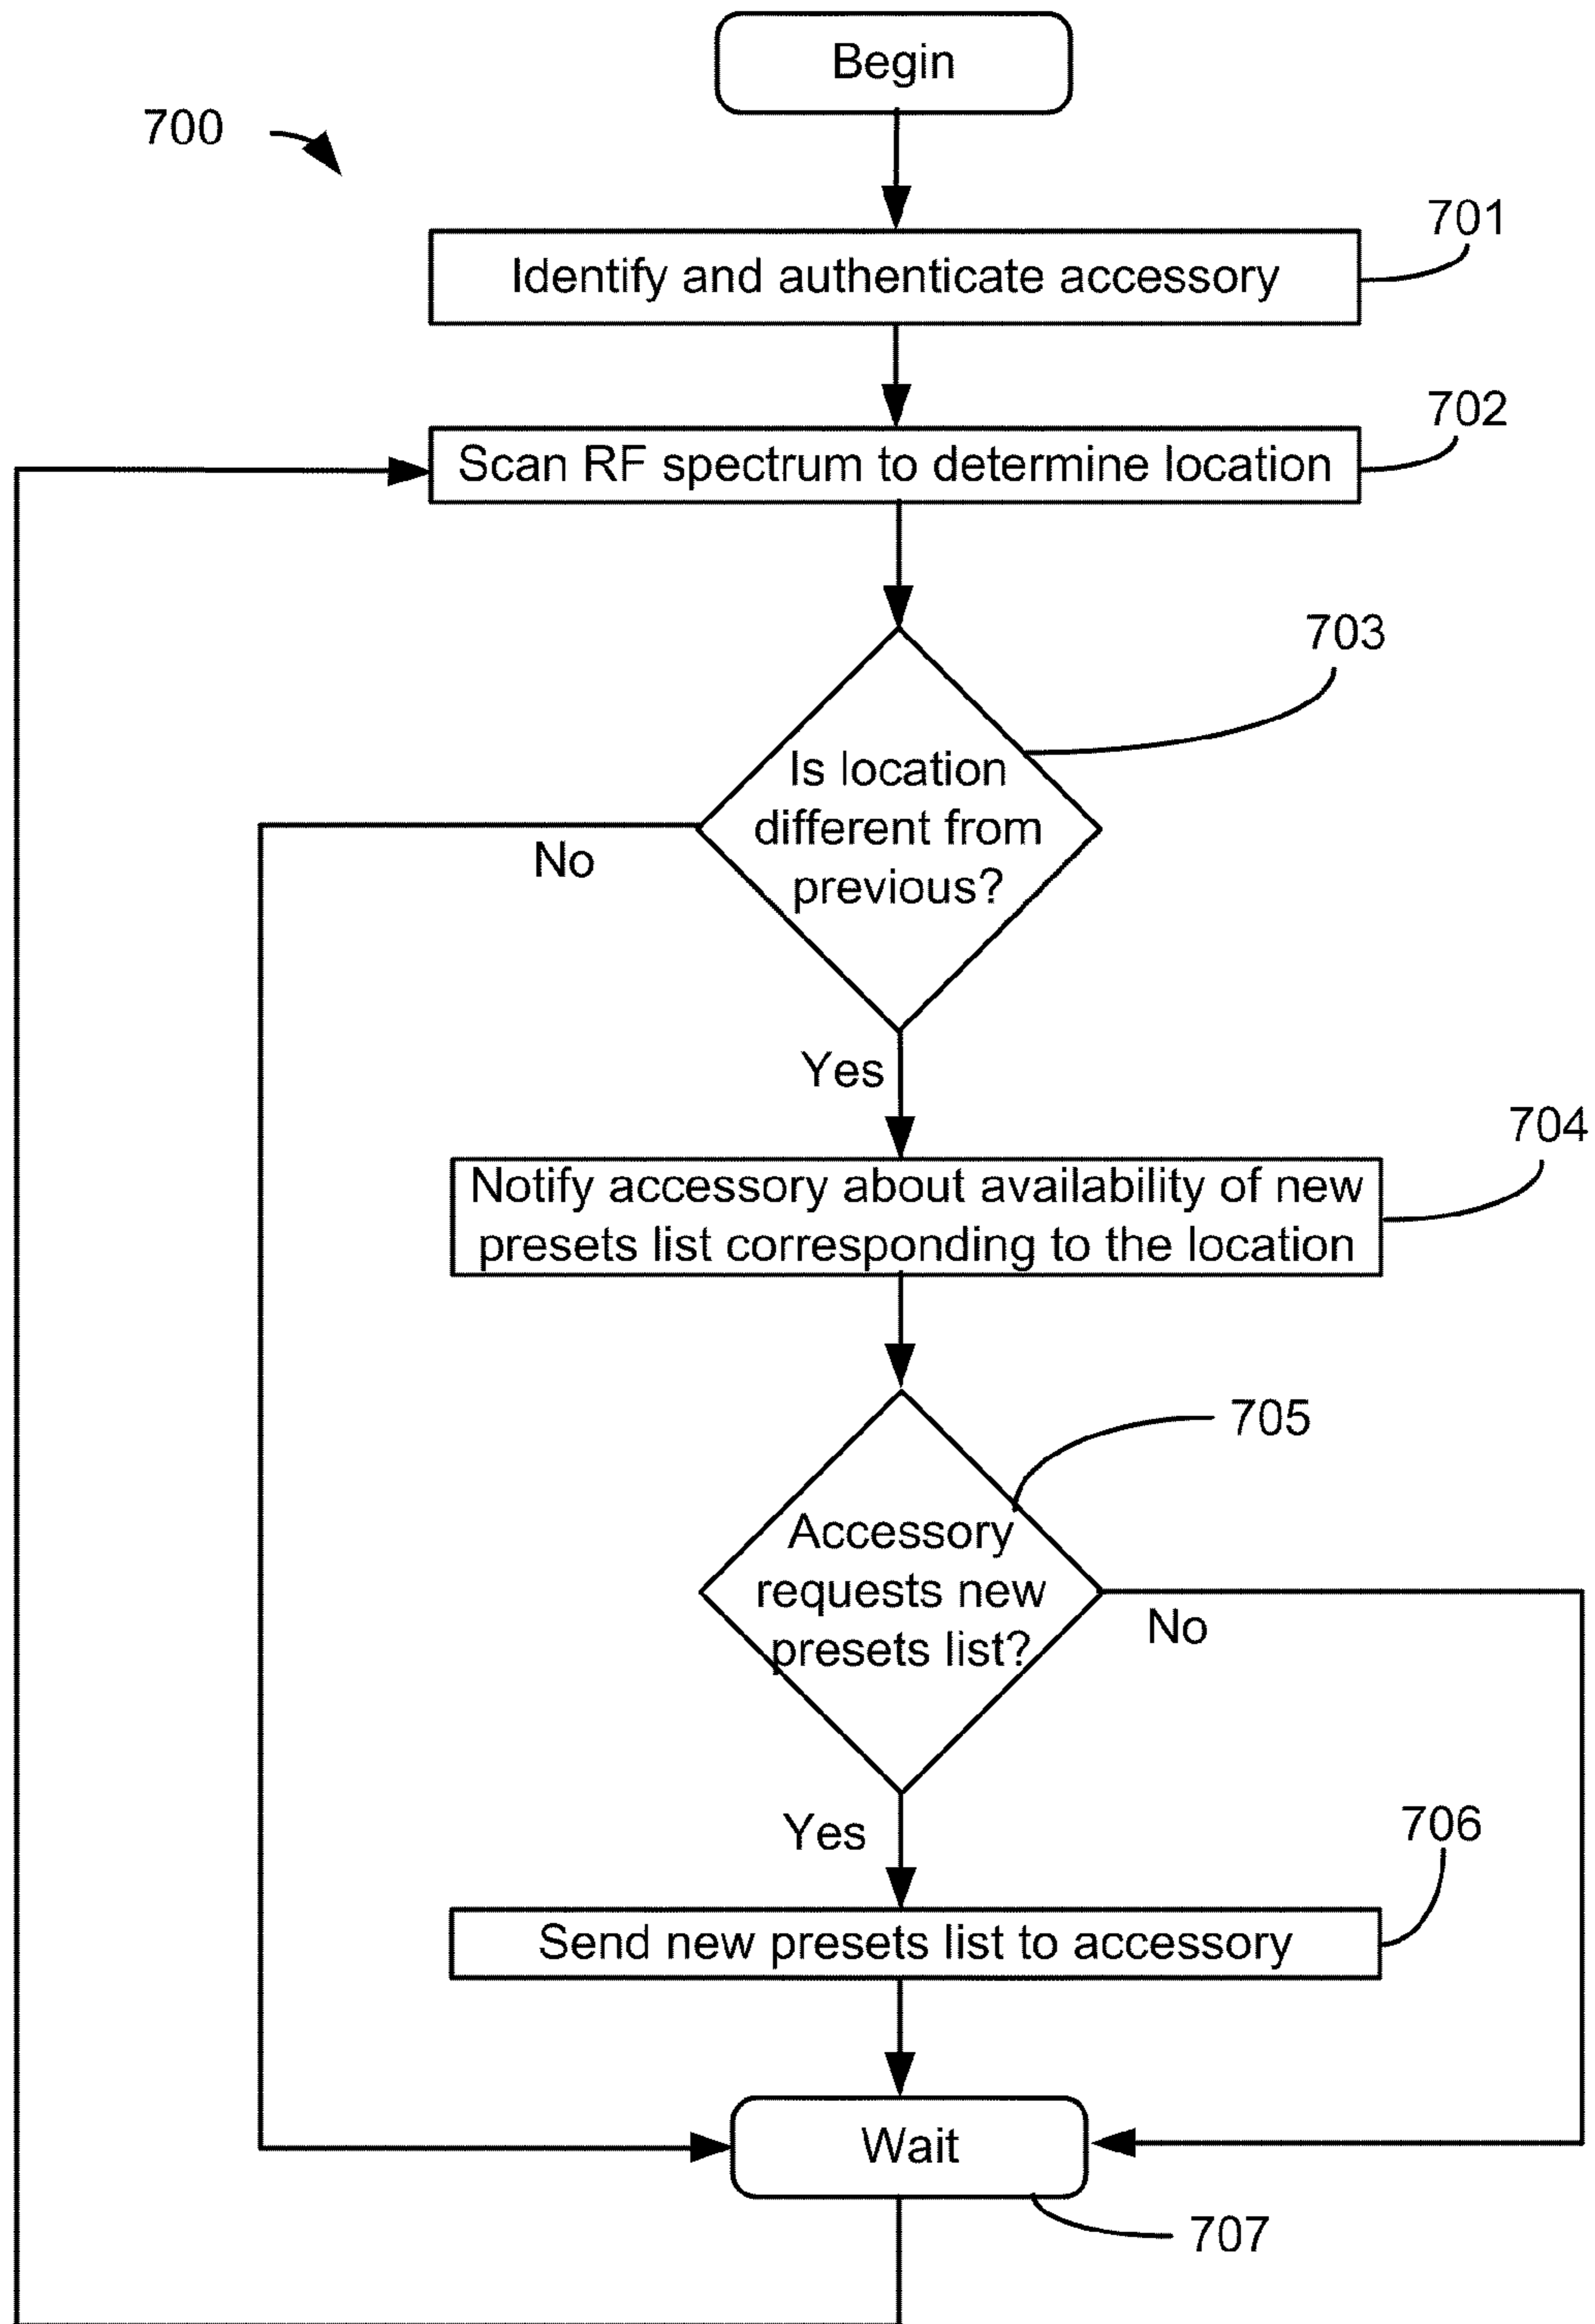 Begin
700
701
Identify and authenticate accessory
702
Scan RF spectrum to determine location
703
Is location
different from
previous?
No
Yes
704
Notify accessory about availability of new
presets list corresponding to the location
705
Accessory
requests new
presets list?
No
Yes
706
Send new presets list to accessory
Wait
707